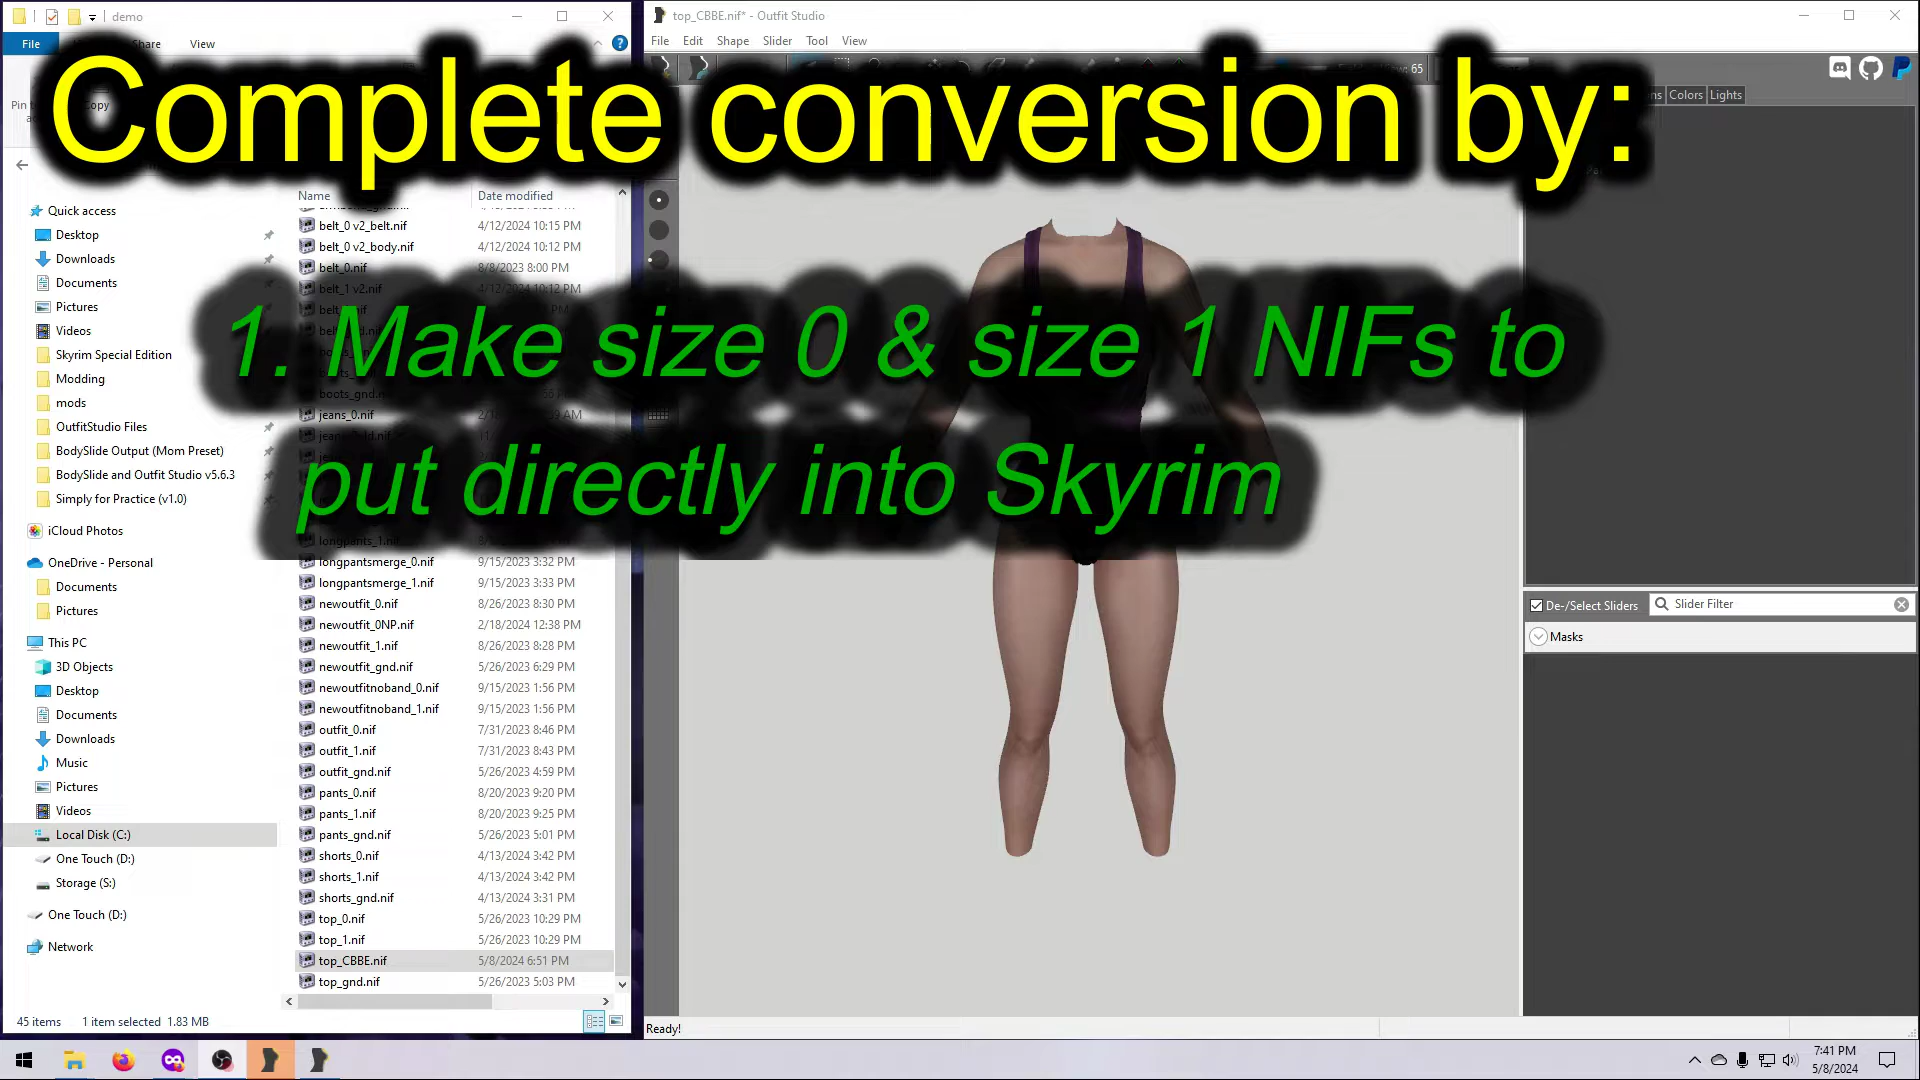 demo
top_CBBE.nif* - Outfit Studio
File
Share
View
File Edit Shape Slider Tool View
Complete conversion by:
65
Colors Lights
Copy
Name Date modified
Quick access
Desktop
Downloads
Documents
Pictures
Videos
Skyrim Special Edition
Modding
mods
OutfitStudio Files
BodySlide Output (Mom Preset)
BodySlide and Outfit Studio v5.6.3
Simply for Practice (v1.0)
iCloud Photos
OneDrive - Personal
Documents
Pictures
This PC
3D Objects
Desktop
Documents
Downloads
Music
Pictures
Videos
Local Disk (C:)
One Touch (D:)
Storage (S:)
One Touch (D:)
Network
belt_0 v2_belt.nif 4/12/2024 10:15 PM
belt_0 v2_body.nif 4/12/2024 10:12 PM
belt_0.nif 8/8/2023 8:00 PM
belt_1 v2.nif 4/12/2024 10:12 PM
1. Make size 0 & size 1 NIFs to
put directly into Skyrim
boots_gnd.nif
jeans_0.nif
longpants_1.nif
longpantsmerge_0.nif 9/15/2023 3:32 PM
longpantsmerge_1.nif 9/15/2023 3:33 PM
newoutfit_0.nif 8/26/2023 8:30 PM
newoutfit_0NP.nif 2/18/2024 12:38 PM
newoutfit_1.nif 8/26/2023 8:28 PM
newoutfit_gnd.nif 5/26/2023 6:29 PM
newoutfitnoband_0.nif 9/15/2023 1:56 PM
newoutfitnoband_1.nif 9/15/2023 1:56 PM
outfit_0.nif 7/31/2023 8:46 PM
outfit_1.nif 7/31/2023 8:43 PM
outfit_gnd.nif 5/26/2023 4:59 PM
pants_0.nif 8/20/2023 9:20 PM
pants_1.nif 8/20/2023 9:25 PM
pants_gnd.nif 5/26/2023 5:01 PM
shorts_0.nif 4/13/2024 3:42 PM
shorts_1.nif 4/13/2024 3:42 PM
shorts_gnd.nif 4/13/2024 3:31 PM
top_0.nif 5/26/2023 10:29 PM
top_1.nif 5/26/2023 10:29 PM
top_CBBE.nif 5/8/2024 6:51 PM
top_gnd.nif 5/26/2023 5:03 PM
De-/Select Sliders Slider Filter
Masks
45 items 1 item selected 1.83 MB
Ready!
7:41 PM
5/8/2024